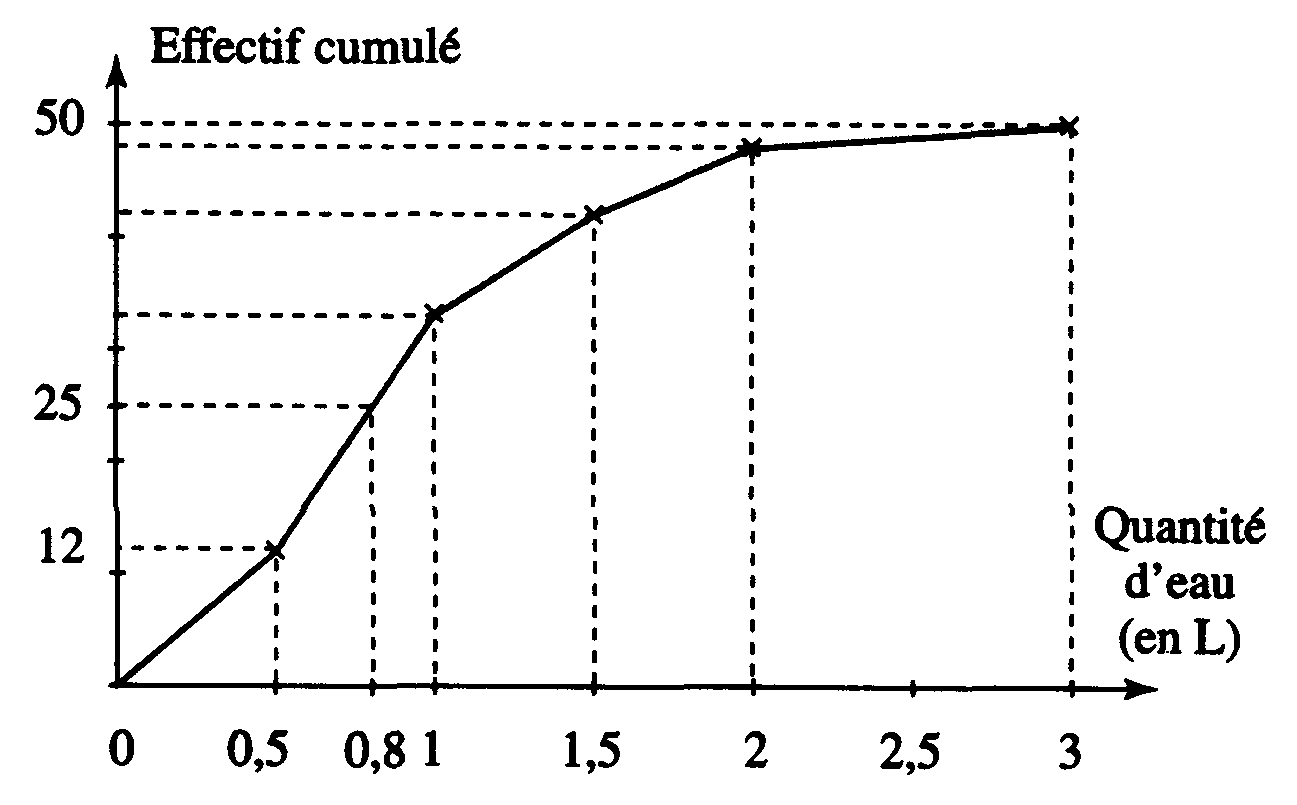 Effectif cumulé
50
25
12
Quantité
d'eau
(en L)
0 0,5 0,8 1 1,5 2 2,5 3